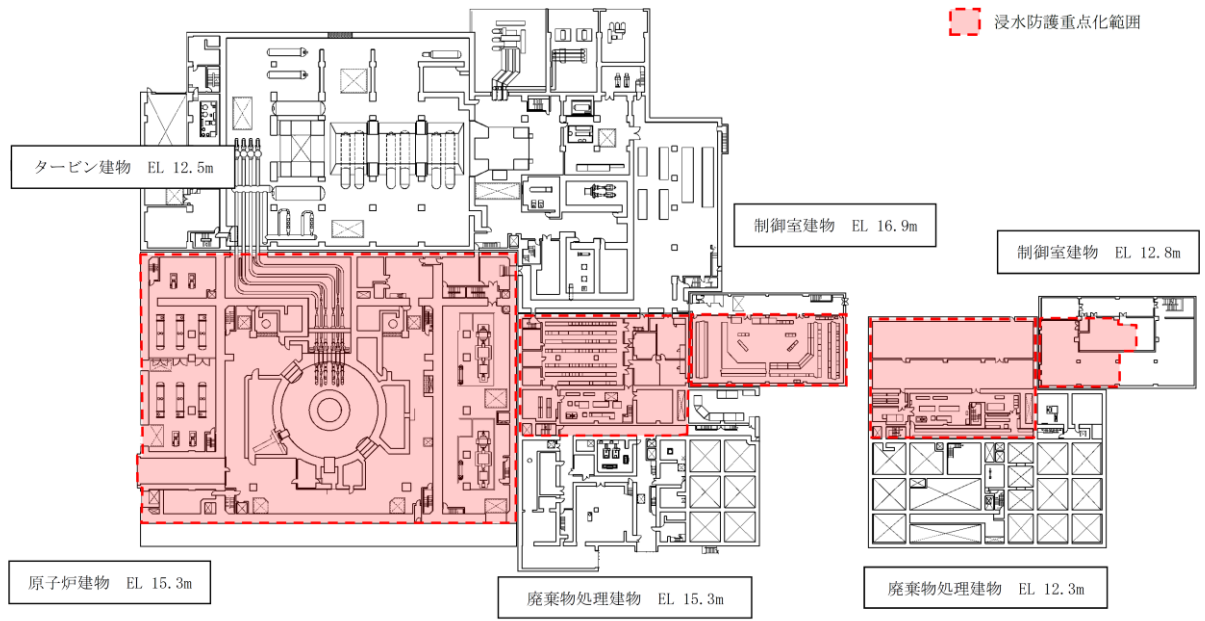 浸水防護重点化範囲
タービン建物 EL 12.5m
制御室建物 EL 16.9m
制御室建物 EL 12.8m
原子炉建物 EL 15.3m
廃棄物処理建物 EL 15.3m
廃棄物処理建物 EL 12.3m